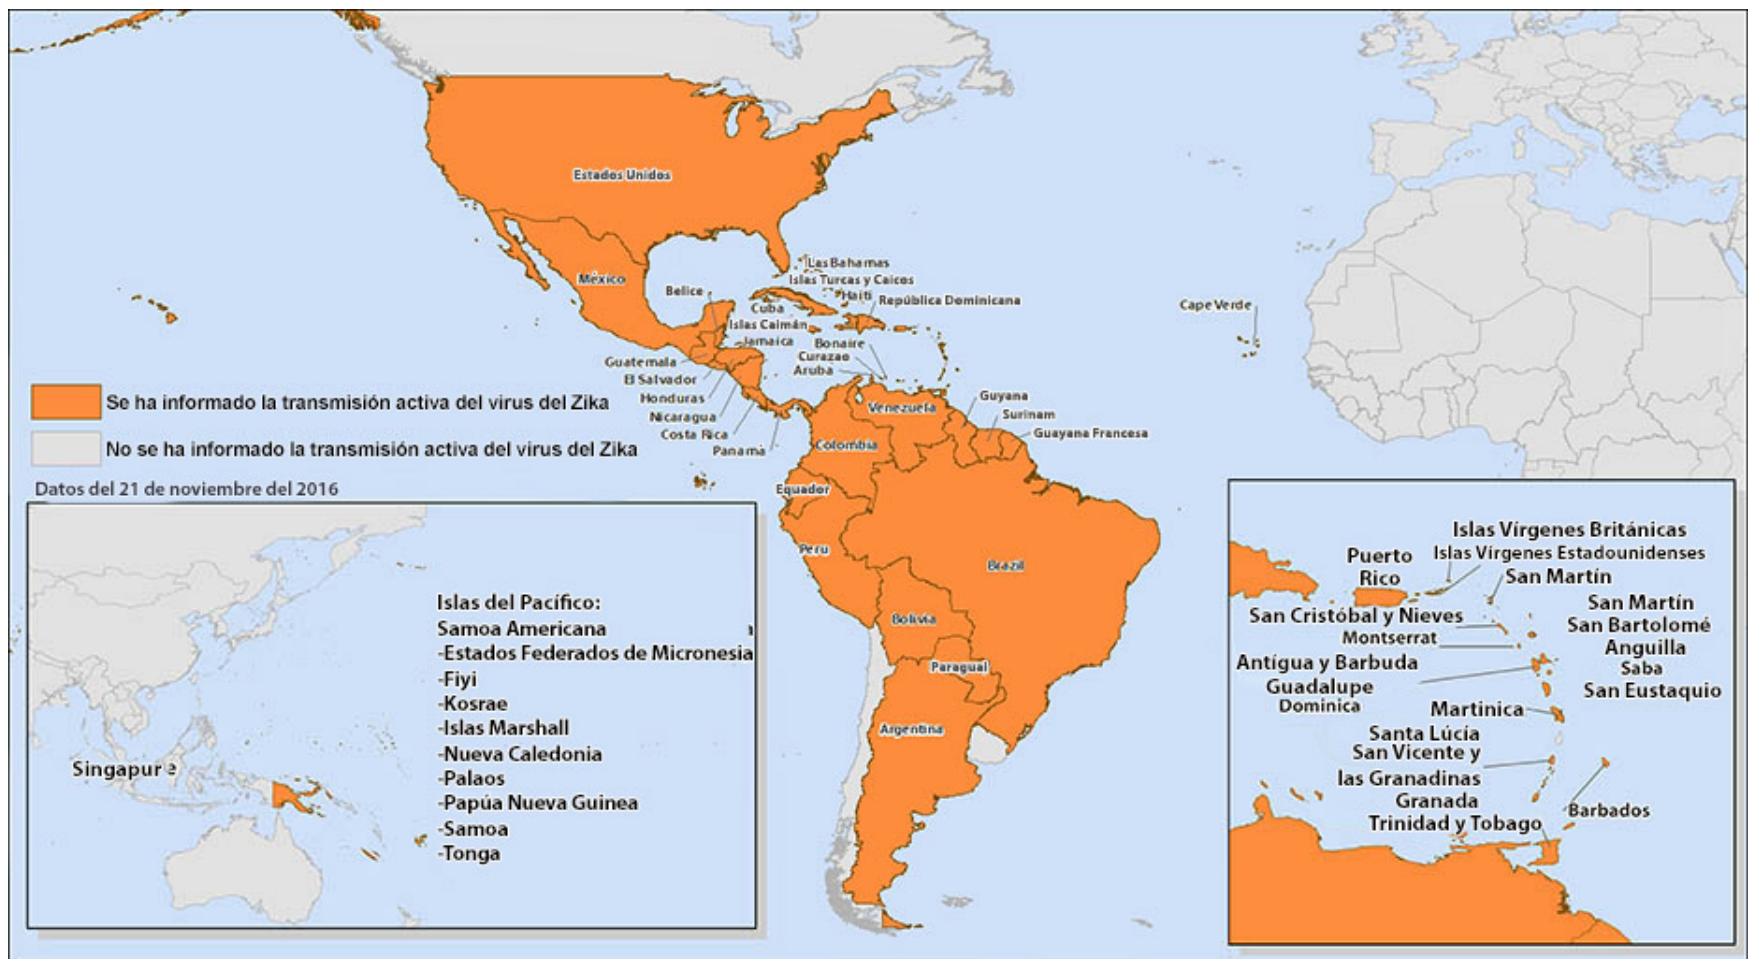 Estados Unidos
México
Las Bahamas
Islas Turcas y Caicos
Belice
Haití
República Dominicana
Cuba
Islas Caimán
Jamaica
Bonaire
Curazao
Aruba
Guatemala
El Salvador
Honduras
Nicaragua
Costa Rica
Panamá
Cape Verde
Venezuela
Guyana
Surinam
Guayana Francesa
Colombia
Equador
Peru
Brazil
Bolivia
Paragual
Argentina
Se ha informado la transmisión activa del virus del Zika
No se ha informado la transmisión activa del virus del Zika
Datos del 21 de noviembre del 2016
Islas del Pacífico:
Samoa Americana
-Estados Federados de Micronesia
-Fiyi
-Kosrae
-Islas Marshall
-Nueva Caledonia
-Palaos
-Papúa Nueva Guinea
-Samoa
-Tonga
Singapur e
Islas Vírgenes Británicas
Puerto
Rico
Islas Vírgenes Estadounidenses
San Martín
San Cristóbal y Nieves
Montserrat
San Martín
San Bartolomé
Anguilla
Saba
San Eustaquio
Antígua y Barbuda
Guadalupe
Dominica
Martinica
Santa Lúcía
San Vicente y
las Granadinas
Granada
Trinidad y Tobago
Barbados